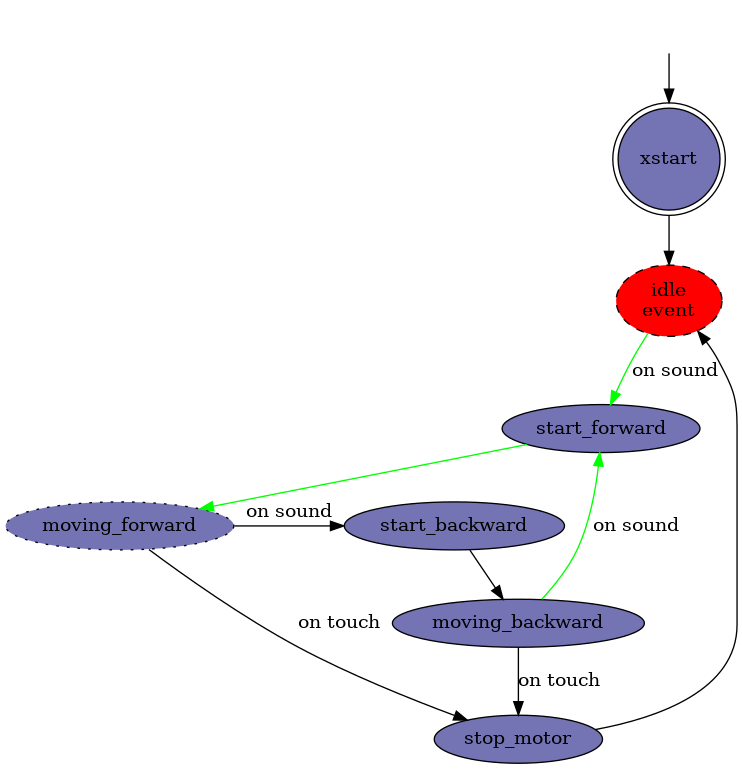 xstart
idle
event
on sound
start_forward
on sound
moving_forward
start_backward
on sound
on touch
moving_backward
on touch
stop_motor